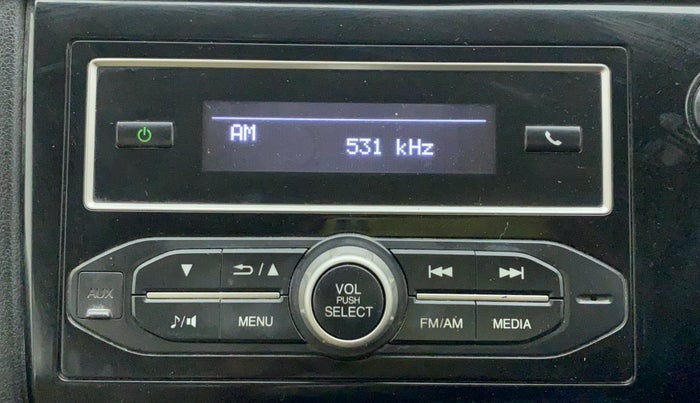 AM
531 kHz
AUX
/
VOL
PUSH
SELECT
/
MENU
FM/AM
MEDIA